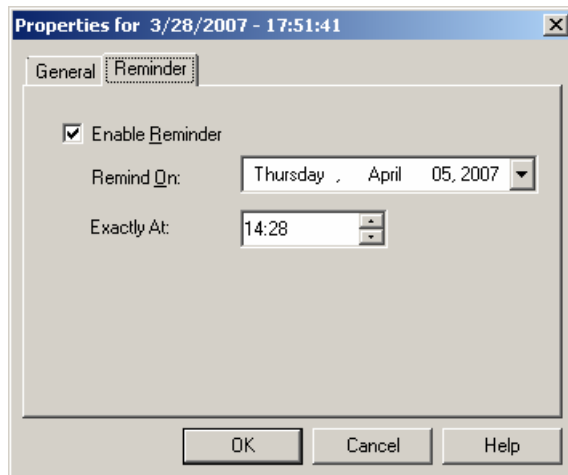 Properties for 3/28/2007 - 17:51:41
General Reminder
Enable Reminder
Remind On: Thursday , April 05, 2007
Exactly At: 14:28
OK Cancel Help